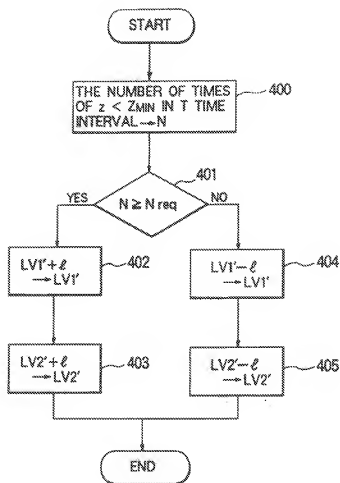 START
THE NUMBER OF TIMES
OF z < ZMIN IN T TIME
INTERVAL → N
400
401
YES
N ≧ N req
NO
LV1'+ℓ
→ LV1'
402
LV1'−ℓ
→ LV1'
404
LV2'+ℓ
→ LV2'
403
LV2'−ℓ
→ LV2'
405
END